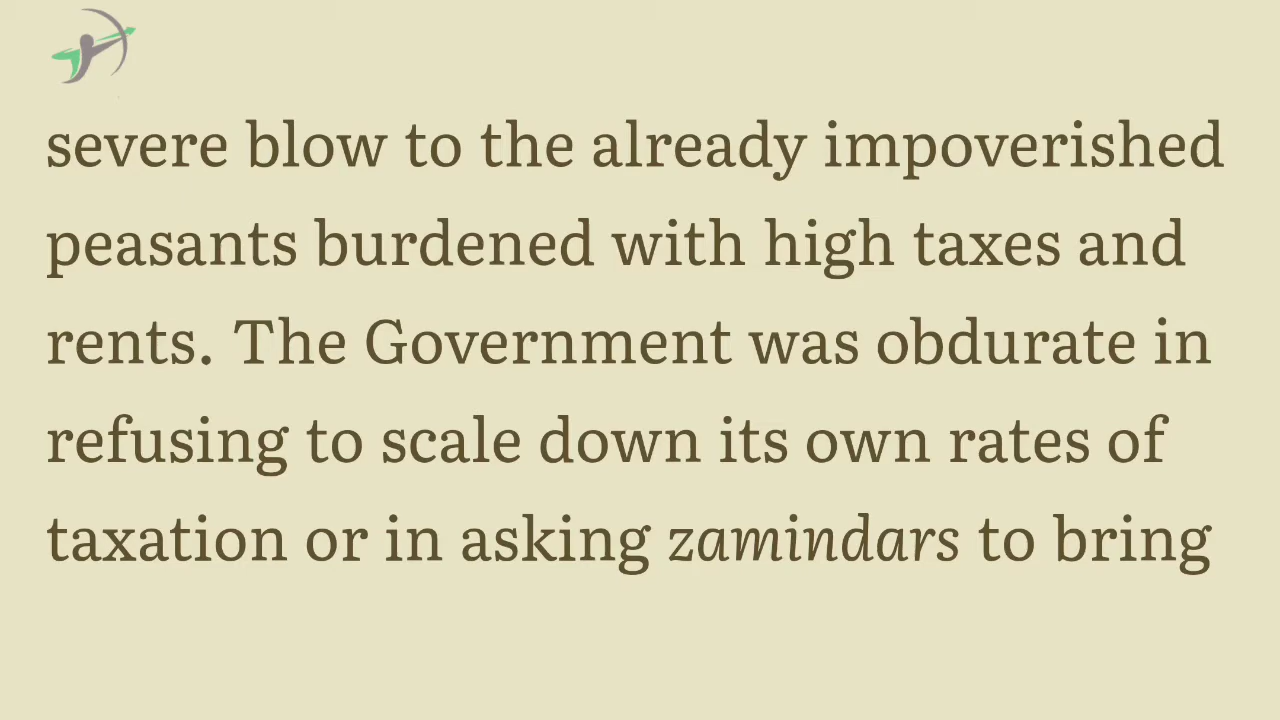 severe blow to the already impoverished
peasants burdened with high taxes and
rents. The Government was obdurate in
refusing to scale down its own rates of
taxation or in asking zamindars to bring